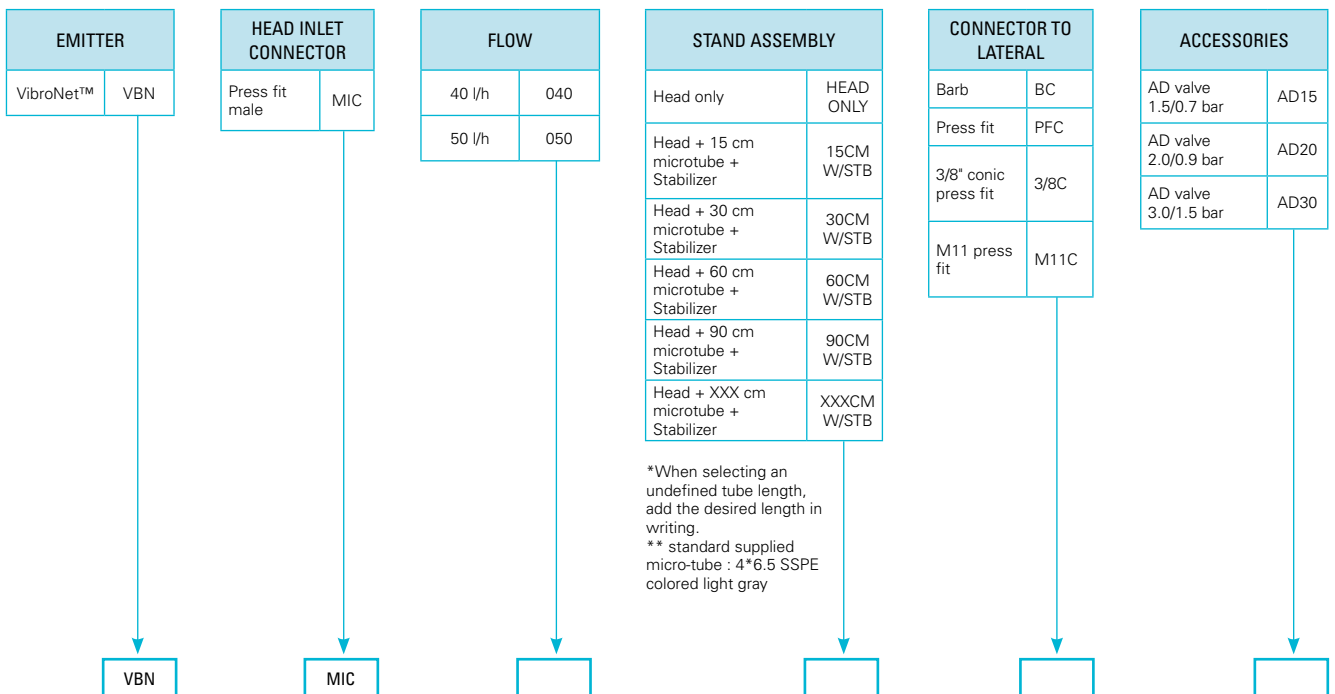 EMITTER
VibroNet™ VBN
HEAD INLET
CONNECTOR
Press fit
male
MIC
FLOW
40 l/h 040
50 l/h 050
STAND ASSEMBLY
Head only
HEAD
ONLY
Head + 15 cm
microtube +
Stabilizer
15CM
W/STB
Head + 30 cm
microtube +
Stabilizer
30CM
W/STB
Head + 60 cm
microtube +
Stabilizer
60CM
W/STB
Head + 90 cm
microtube +
Stabilizer
90CM
W/STB
Head + XXX cm
microtube +
Stabilizer
XXXCM
W/STB
*When selecting an
undefined tube length,
add the desired length in
writing.
** standard supplied
micro-tube : 4*6.5 SSPE
colored light gray
CONNECTOR TO
LATERAL
Barb BC
Press fit PFC
3/8" conic
press fit
3/8C
M11 press
fit
M11C
ACCESSORIES
AD valve
1.5/0.7 bar
AD15
AD valve
2.0/0.9 bar
AD20
AD valve
3.0/1.5 bar
AD30
VBN
MIC